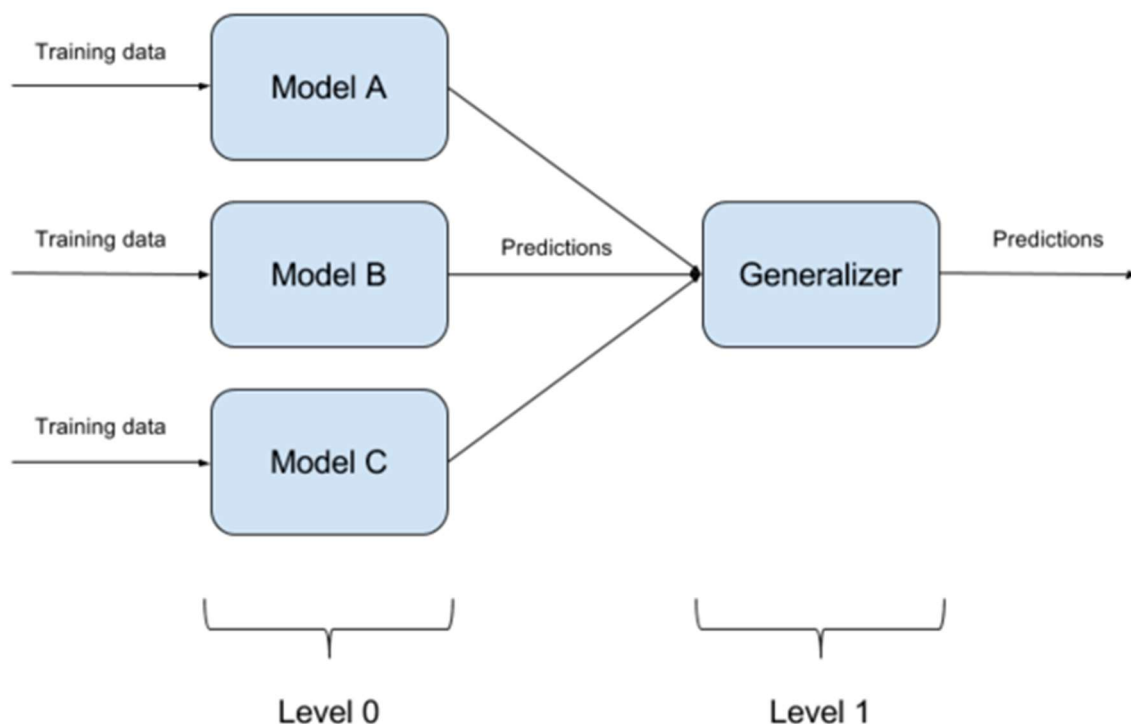 Training data
Model A
Training data
Model B
Predictions
Generalizer
Predictions
Training data
Model C
Level 0
Level 1